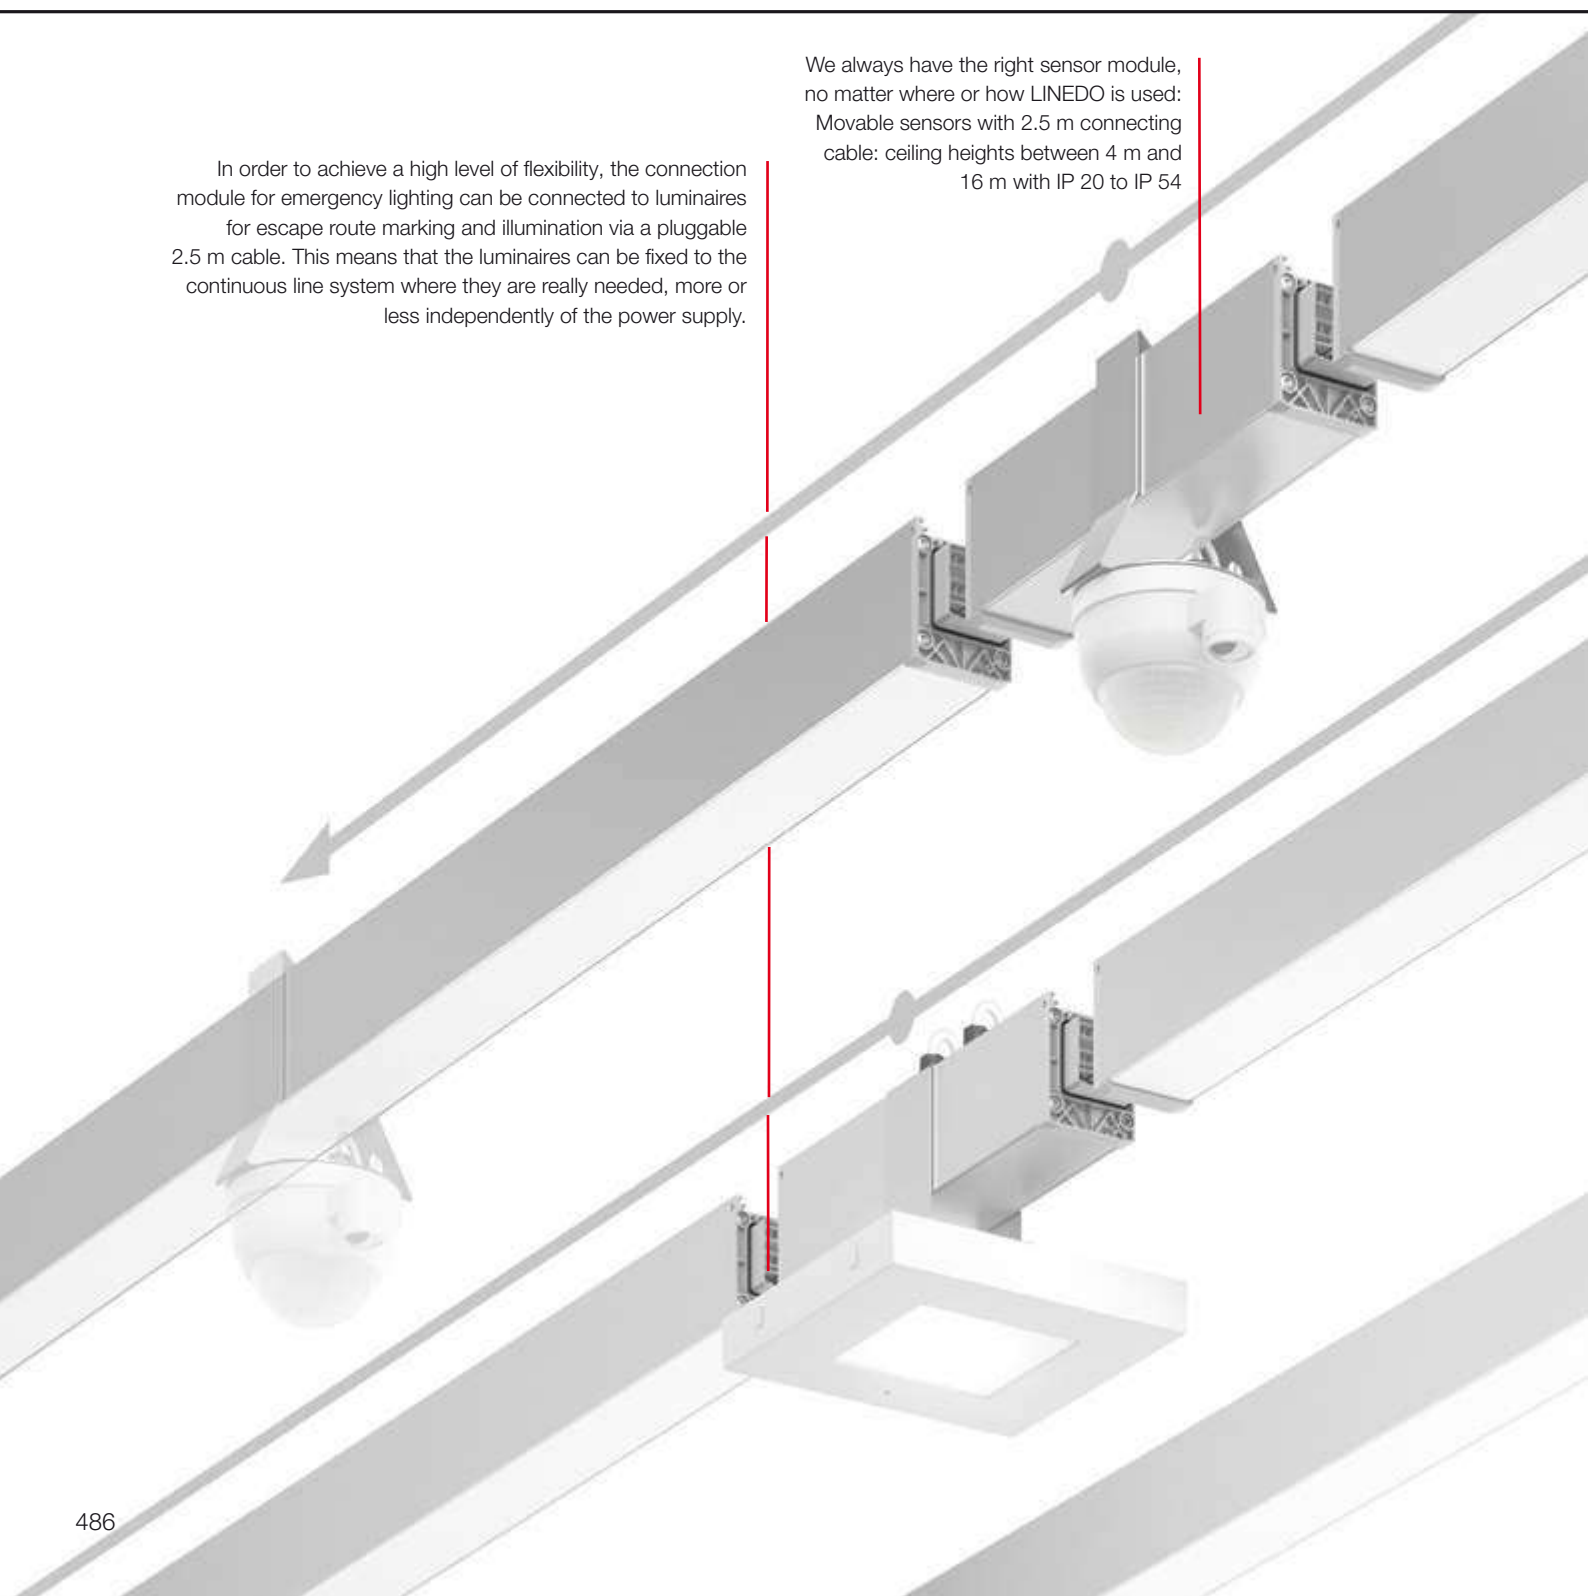 We always have the right sensor module,
no matter where or how LINEDO is used:
Movable sensors with 2.5 m connecting
cable: ceiling heights between 4 m and
16 m with IP 20 to IP 54
In order to achieve a high level of flexibility, the connection
module for emergency lighting can be connected to luminaires
for escape route marking and illumination via a pluggable
2.5 m cable. This means that the luminaires can be fixed to the
continuous line system where they are really needed, more or
less independently of the power supply.
486